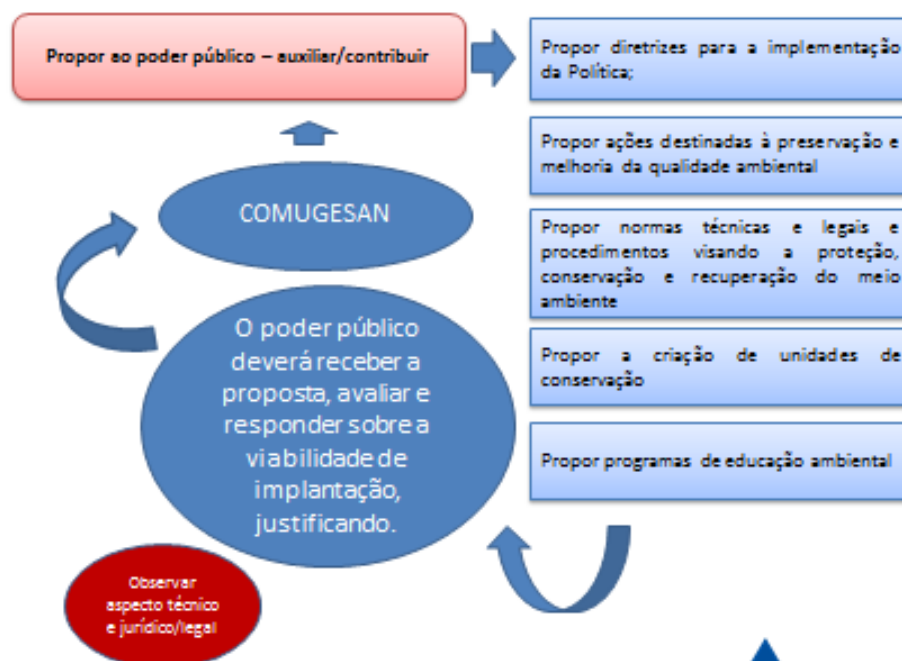 Propor ao poder público – auxiliar/contribuir
Propor diretrizes para a implementação
da Política;
Propor ações destinadas à preservação e
melhoria da qualidade ambiental
COMUGESAN
Propor normas técnicas e legais e
procedimentos visando a proteção,
conservação e recuperação do meio
ambiente
O poder público
deverá receber a
proposta, avaliar e
responder sobre a
viabilidade de
implantação,
justificando.
Propor a criação de unidades de
conservação
Propor programas de educação ambiental
Observar
aspecto técnico
e jurídico/legal